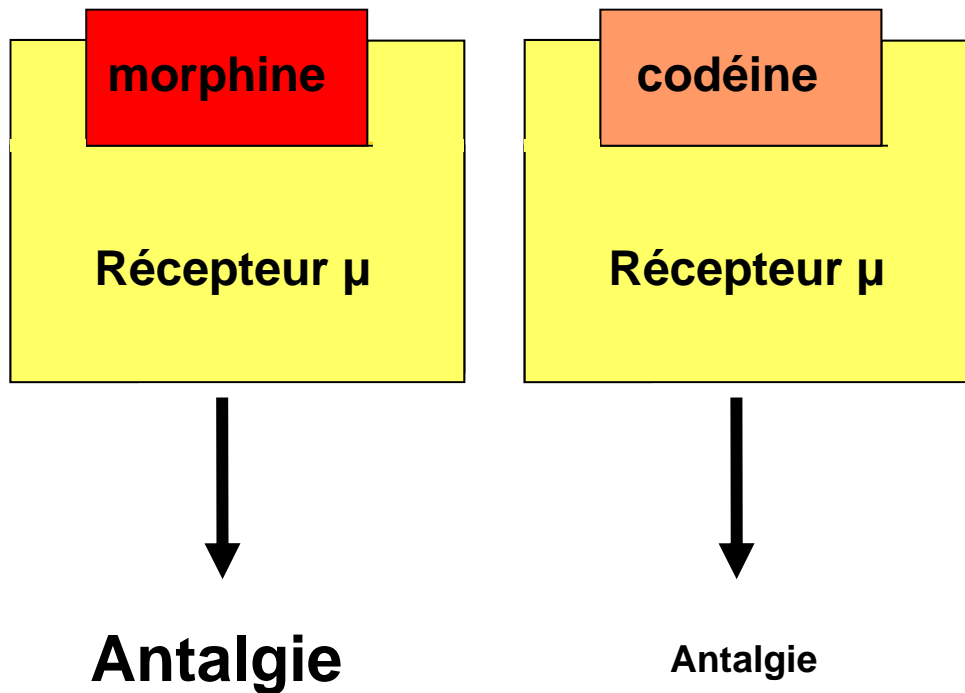 morphine
codéine
Récepteur µ
Récepteur µ
Antalgie
Antalgie